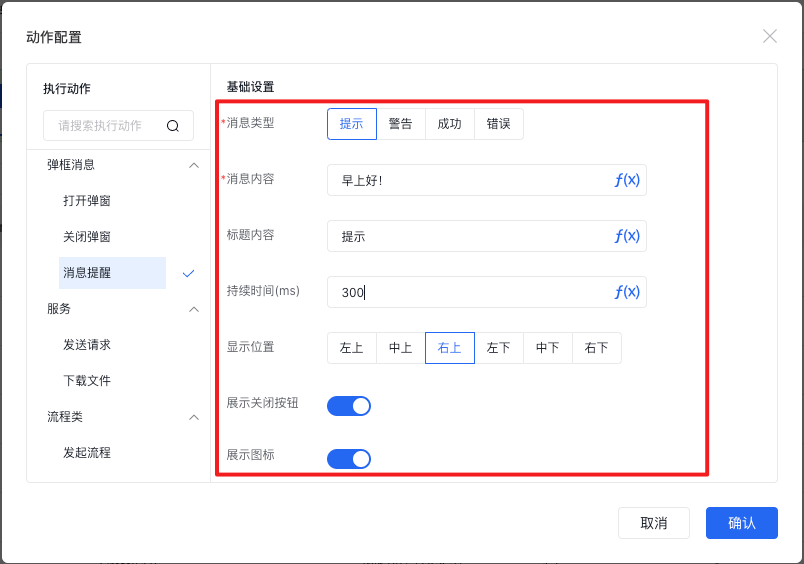 动作配置
执行动作
请搜索执行动作
弹框消息
打开弹窗
关闭弹窗
消息提醒
服务
发送请求
下载文件
流程类
发起流程
基础设置
*消息类型 提示 警告 成功 错误
*消息内容 早上好! ƒ(x)
标题内容 提示 ƒ(x)
持续时间(ms) 300 ƒ(x)
显示位置 左上 中上 右上 左下 中下 右下
展示关闭按钮
展示图标
取消 确认